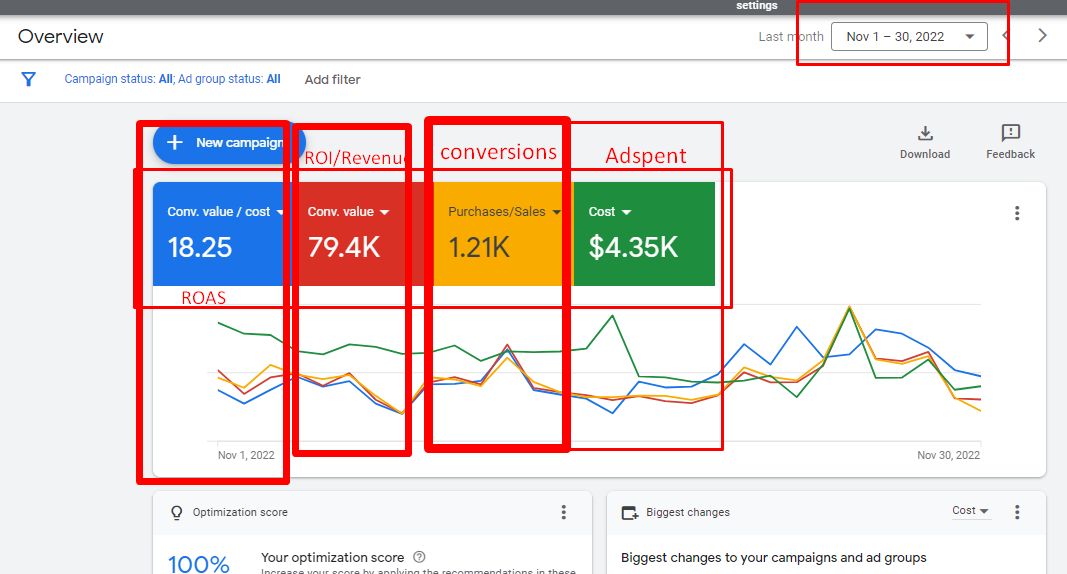 settings
Overview
Last month
Nov 1 – 30, 2022
Campaign status: All; Ad group status: All
Add filter
New campaign
ROI/Revenue
conversions
Adspent
Download
Feedback
Conv. value / cost
Conv. value
Purchases/Sales
Cost
18.25
79.4K
1.21K
$4.35K
ROAS
Nov 1, 2022
Nov 30, 2022
Optimization score
Biggest changes
Cost
100%
Your optimization score
Increase your score by applying the recommendations in these
Biggest changes to your campaigns and ad groups